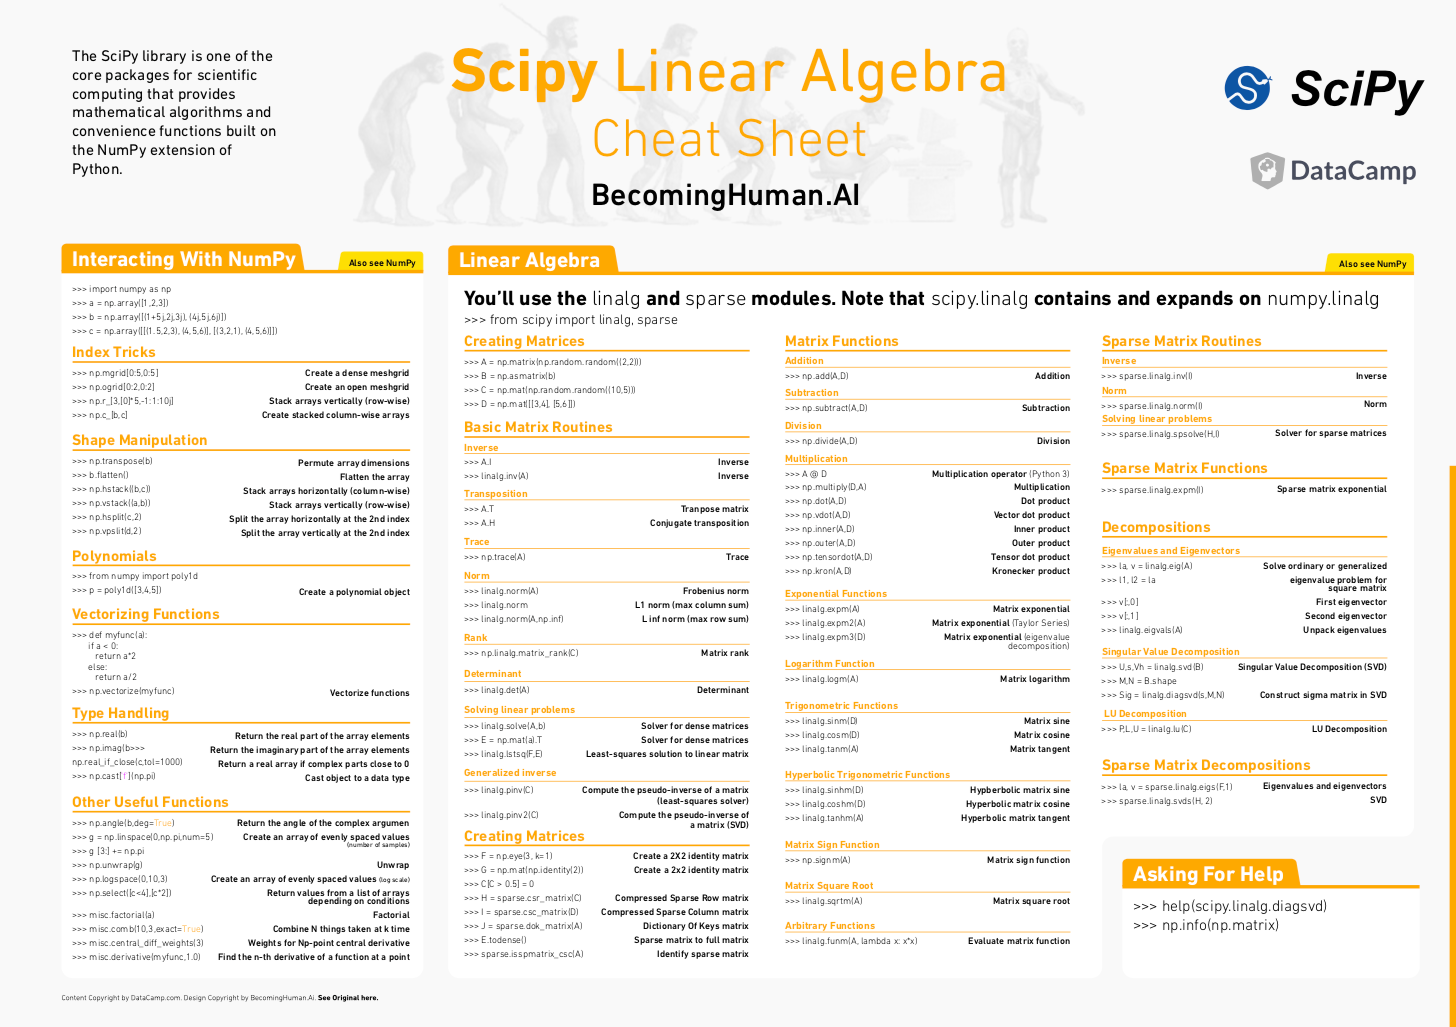 The SciPy library is one of the
core packages for scientific
computing that provides
mathematical algorithms and
convenience functions built on
the NumPy extension of
Python.
Scipy Linear Algebra
Cheat Sheet
BecomingHuman.AI
SciPy
DataCamp
Interacting With NumPy
Also see NumPy
>>> import numpy as np
>>> a = np.array([1,2,3])
>>> b = np.array([(1+5j,2j,3j), (4j,5j,6j)])
>>> c = np.array([[(1.5,2,3), (4,5,6)], [(3,2,1), (4,5,6)]])
Index Tricks
>>> np.mgrid[0:5,0:5] Create a dense meshgrid
>>> np.ogrid[0:2,0:2] Create an open meshgrid
>>> np.r_[3,[0]*5,-1:1:10j] Stack arrays vertically (row-wise)
>>> np.c_[b,c] Create stacked column-wise arrays
Shape Manipulation
>>> np.transpose(b) Permute array dimensions
>>> b.flatten() Flatten the array
>>> np.hstack((b,c)) Stack arrays horizontally (column-wise)
>>> np.vstack((a,b)) Stack arrays vertically (row-wise)
>>> np.hsplit(c,2) Split the array horizontally at the 2nd index
>>> np.vpslit(d,2) Split the array vertically at the 2nd index
Polynomials
>>> from numpy import poly1d
>>> p = poly1d([3,4,5]) Create a polynomial object
Vectorizing Functions
>>> def myfunc(a):
if a < 0:
return a*2
else:
return a/2
>>> np.vectorize(myfunc) Vectorize functions
Type Handling
>>> np.real(b) Return the real part of the array elements
>>> np.imag(b>>> Return the imaginary part of the array elements
np.real_if_close(c,tol=1000) Return a real array if complex parts close to 0
>>> np.cast['f'](np.pi) Cast object to a data type
Other Useful Functions
>>> np.angle(b,deg=True) Return the angle of the complex argumen
>>> g = np.linspace(0,np.pi,num=5) Create an array of evenly spaced values
(number of samples)
>>> g [3:] += np.pi
>>> np.unwrap(g) Unwrap
>>> np.logspace(0,10,3) Create an array of evenly spaced values (log scale)
>>> np.select([c<4],[c*2]) Return values from a list of arrays
depending on conditions
>>> misc.factorial(a) Factorial
>>> misc.comb(10,3,exact=True) Combine N things taken at k time
>>> misc.central_diff_weights(3) Weights for Np-point central derivative
>>> misc.derivative(myfunc,1.0) Find the n-th derivative of a function at a point
Linear Algebra
Also see NumPy
You'll use the linalg and sparse modules. Note that scipy.linalg contains and expands on numpy.linalg
>>> from scipy import linalg, sparse
Creating Matrices
>>> A = np.matrix(np.random.random((2,2)))
>>> B = np.asmatrix(b)
>>> C = np.mat(np.random.random((10,5)))
>>> D = np.mat([[3,4], [5,6]])
Basic Matrix Routines
Inverse
>>> A.I Inverse
>>> linalg.inv(A) Inverse
Transposition
>>> A.T Tranpose matrix
>>> A.H Conjugate transposition
Trace
>>> np.trace(A) Trace
Norm
>>> linalg.norm(A) Frobenius norm
>>> linalg.norm L1 norm (max column sum)
>>> linalg.norm(A,np.inf) L inf norm (max row sum)
Rank
>>> np.linalg.matrix_rank(C) Matrix rank
Determinant
>>> linalg.det(A) Determinant
Solving linear problems
>>> linalg.solve(A,b) Solver for dense matrices
>>> E = np.mat(a).T Solver for dense matrices
>>> linalg.lstsq(F,E) Least-squares solution to linear matrix
Generalized inverse
>>> linalg.pinv(C) Compute the pseudo-inverse of a matrix
(least-squares solver)
>>> linalg.pinv2(C) Compute the pseudo-inverse of
a matrix (SVD)
Creating Matrices
>>> F = np.eye(3, k=1) Create a 2X2 identity matrix
>>> G = np.mat(np.identity(2)) Create a 2x2 identity matrix
>>> C[C > 0.5] = 0
>>> H = sparse.csr_matrix(C) Compressed Sparse Row matrix
>>> I = sparse.csc_matrix(D) Compressed Sparse Column matrix
>>> J = sparse.dok_matrix(A) Dictionary Of Keys matrix
>>> E.todense() Sparse matrix to full matrix
>>> sparse.isspmatrix_csc(A) Identify sparse matrix
Matrix Functions
Addition
>>> np.add(A,D) Addition
Subtraction
>>> np.subtract(A,D) Subtraction
Division
>>> np.divide(A,D) Division
Multiplication
>>> A @ D Multiplication operator (Python 3)
>>> np.multiply(D,A) Multiplication
>>> np.dot(A,D) Dot product
>>> np.vdot(A,D) Vector dot product
>>> np.inner(A,D) Inner product
>>> np.outer(A,D) Outer product
>>> np.tensordot(A,D) Tensor dot product
>>> np.kron(A,D) Kronecker product
Exponential Functions
>>> linalg.expm(A) Matrix exponential
>>> linalg.expm2(A) Matrix exponential (Taylor Series)
>>> linalg.expm3(D) Matrix exponential (eigenvalue
decomposition)
Logarithm Function
>>> linalg.logm(A) Matrix logarithm
Trigonometric Functions
>>> linalg.sinm(D) Matrix sine
>>> linalg.cosm(D) Matrix cosine
>>> linalg.tanm(A) Matrix tangent
Hyperbolic Trigonometric Functions
>>> linalg.sinhm(D) Hypberbolic matrix sine
>>> linalg.coshm(D) Hyperbolic matrix cosine
>>> linalg.tanhm(A) Hyperbolic matrix tangent
Matrix Sign Function
>>> np.signm(A) Matrix sign function
Matrix Square Root
>>> linalg.sqrtm(A) Matrix square root
Arbitrary Functions
>>> linalg.funm(A, lambda x: x*x) Evaluate matrix function
Sparse Matrix Routines
Inverse
>>> sparse.linalg.inv(I) Inverse
Norm
>>> sparse.linalg.norm(I) Norm
Solving linear problems
>>> sparse.linalg.spsolve(H,I) Solver for sparse matrices
Sparse Matrix Functions
>>> sparse.linalg.expm(I) Sparse matrix exponential
Decompositions
Eigenvalues and Eigenvectors
>>> la, v = linalg.eig(A) Solve ordinary or generalized
>>> l1, l2 = la eigenvalue problem for
square matrix
>>> v[:,0] First eigenvector
>>> v[:,1] Second eigenvector
>>> linalg.eigvals(A) Unpack eigenvalues
Singular Value Decomposition
>>> U,s,Vh = linalg.svd(B) Singular Value Decomposition (SVD)
>>> M,N = B.shape
>>> Sig = linalg.diagsvd(s,M,N) Construct sigma matrix in SVD
LU Decomposition
>>> P,L,U = linalg.lu(C) LU Decomposition
Sparse Matrix Decompositions
>>> la, v = sparse.linalg.eigs(F,1) Eigenvalues and eigenvectors
>>> sparse.linalg.svds(H, 2) SVD
Asking For Help
>>> help(scipy.linalg.diagsvd)
>>> np.info(np.matrix)
Content Copyright by DataCamp.com. Design Copyright by BecomingHuman.Ai. See Original here.